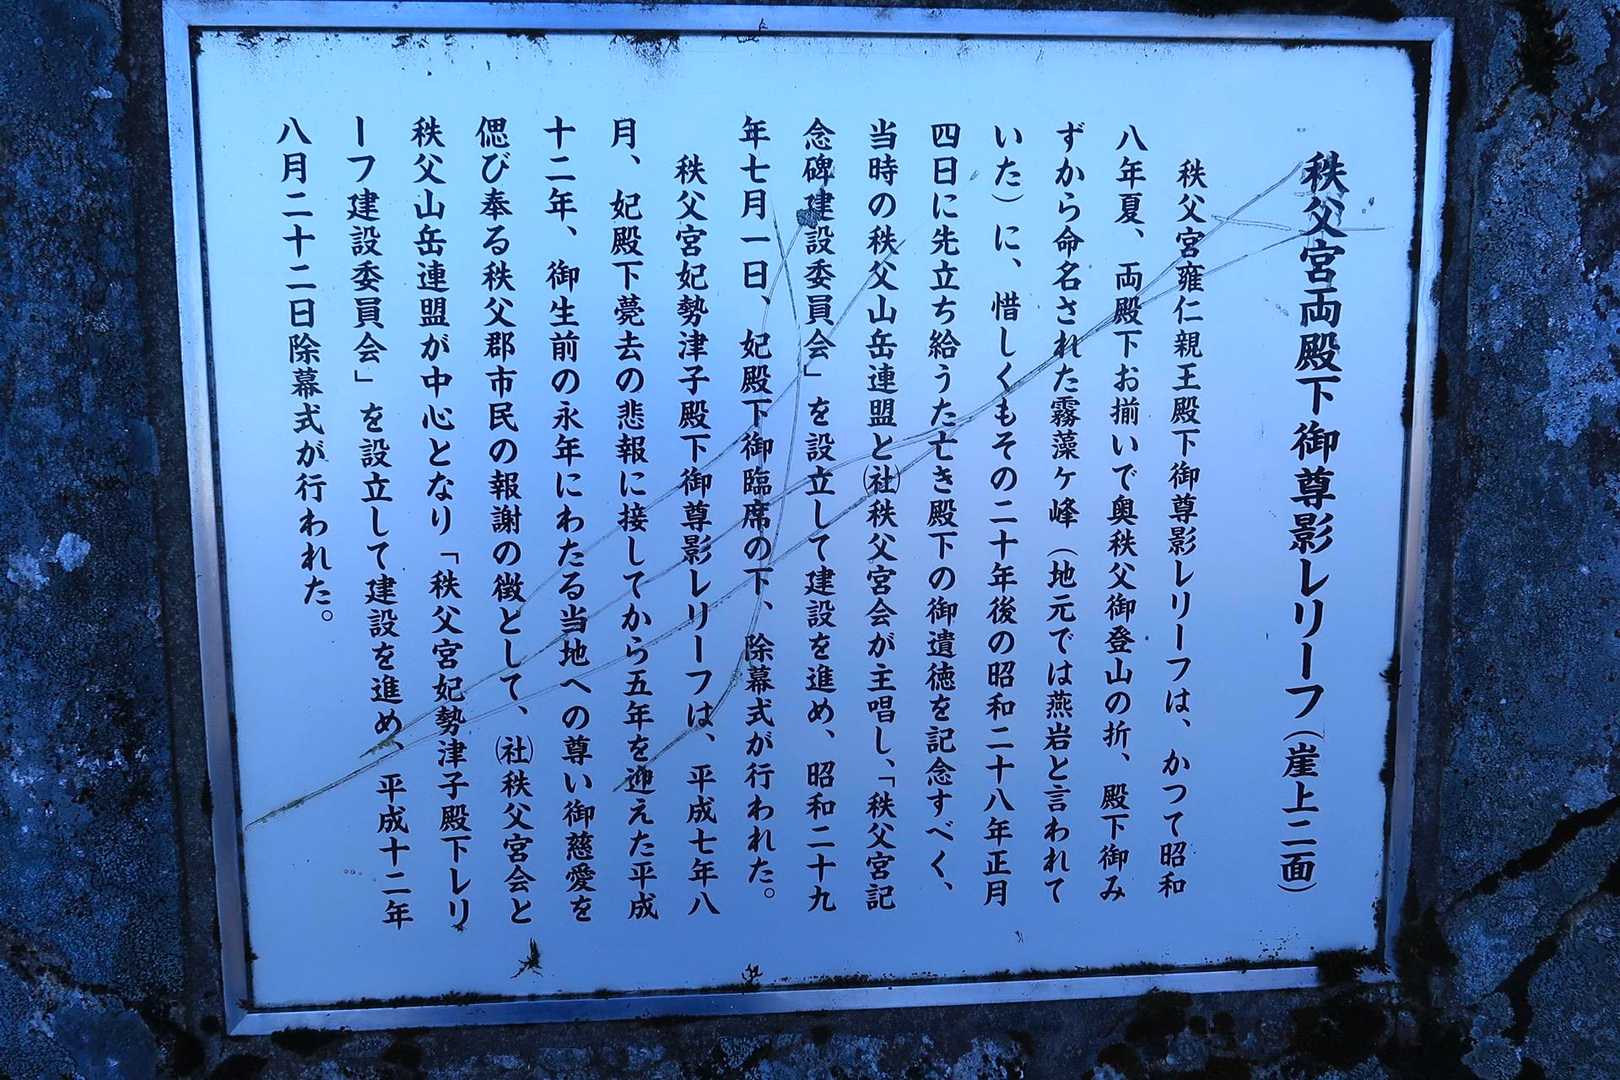 秩父宮両殿下御尊影レリーフ（崖上二面）
秩父宮雍仁親王殿下御尊影レリーフは、かつて昭和
八年夏、両殿下お揃いで奥秩父御登山の折、殿下御み
ずから命名された霧藻ヶ峰（地元では燕岩と言われて
いた）に、惜しくもその二十年後の昭和二十八年正月
四日に先立ち給うた亡き殿下の御遺徳を記念すべく、
当時の秩父山岳連盟と㈳秩父宮会が主唱し、「秩父宮記
念碑建設委員会」を設立して建設を進め、昭和二十九
年七月一日、妃殿下御臨席の下、除幕式が行われた。
秩父宮妃勢津子殿下御尊影レリーフは、平成七年八
月、妃殿下薨去の悲報に接してから五年を迎えた平成
十二年、御生前の永年にわたる当地への尊い御慈愛を
偲び奉る秩父郡市民の報謝の徴として、㈳秩父宮会と
秩父山岳連盟が中心となり「秩父宮妃勢津子殿下レリ
ーフ建設委員会」を設立して建設を進め、平成十二年
八月二十二日除幕式が行われた。